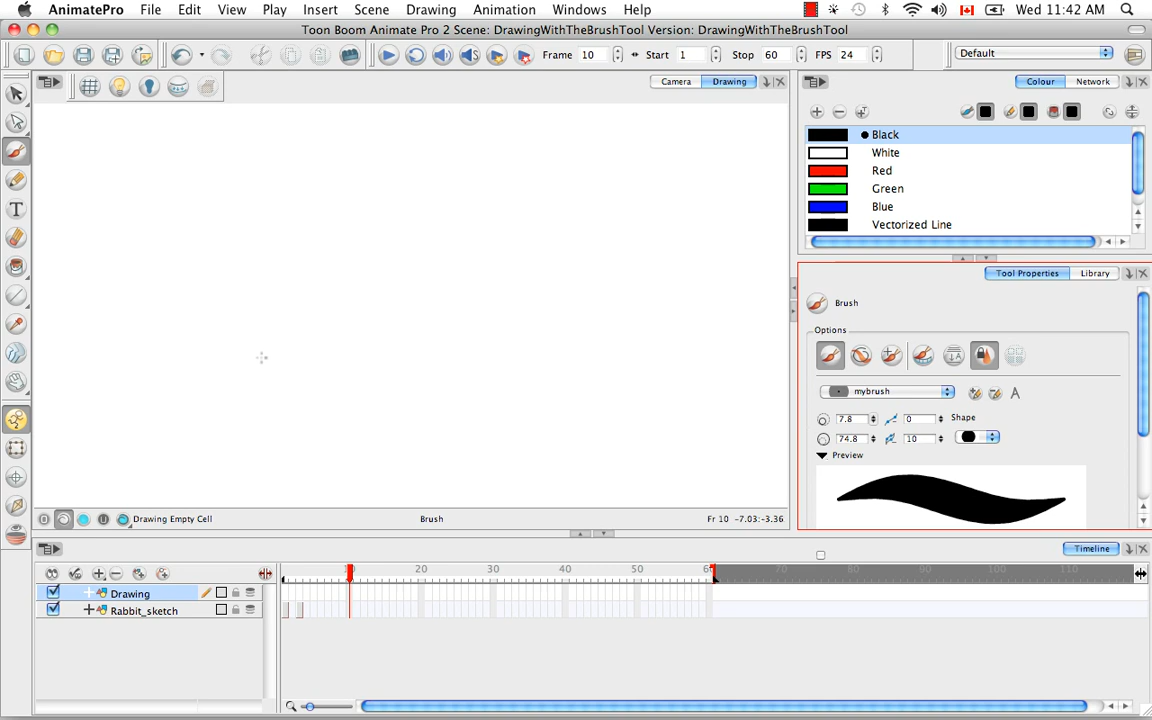 AnimatePro File Edit View Play Insert Scene Drawing Animation Windows Help Wed 11:42 AM
Toon Boom Animate Pro 2 Scene: DrawingWithTheBrushTool Version: DrawingWithTheBrushTool
Frame 10 Start 1 Stop 60 FPS 24 Default
Camera Drawing
Colour Network
Black
White
Red
Green
Blue
Vectorized Line
Tool Properties Library
Brush
Options
mybrush
7.8 0 Shape
74.8 10
Preview
Drawing Empty Cell Brush Fr 10 -7.03:-3.36
Timeline
10 20 30 40 50 60 70 80 90 100 110
Drawing
Rabbit_sketch